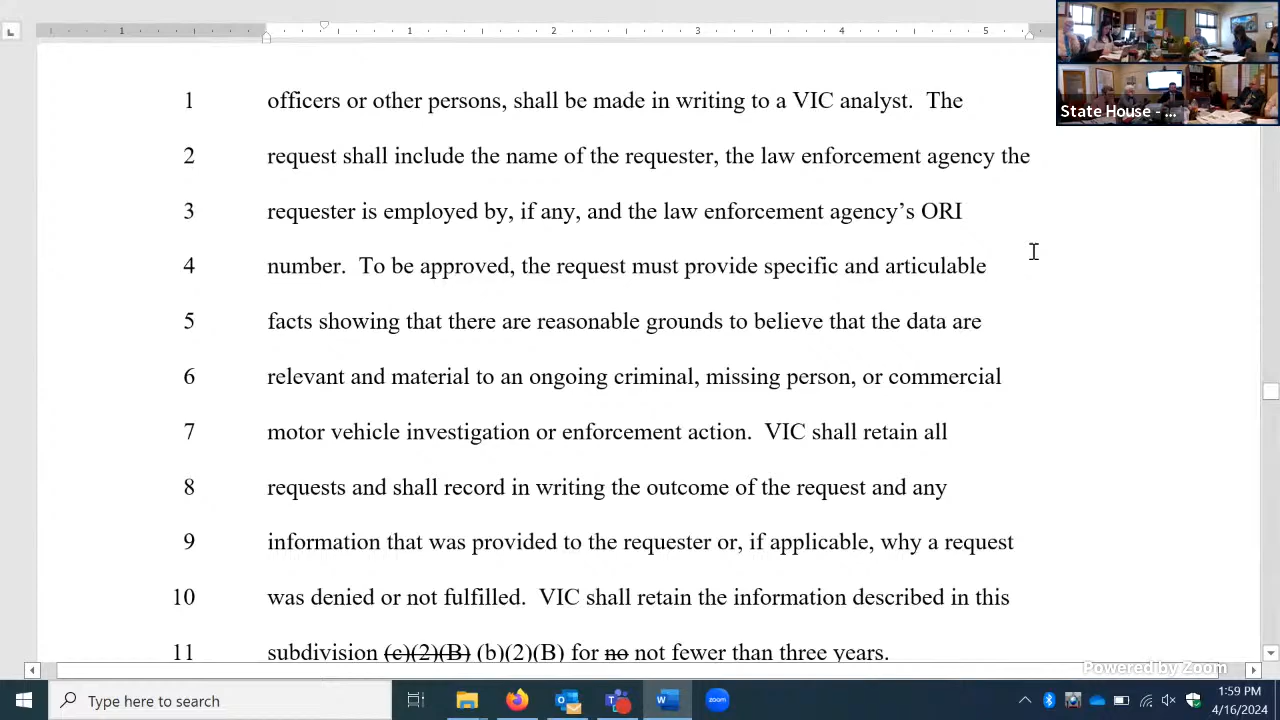 1 1 2 3 4 5
State House - ...
1 officers or other persons, shall be made in writing to a VIC analyst. The
2 request shall include the name of the requester, the law enforcement agency the
3 requester is employed by, if any, and the law enforcement agency’s ORI
4 number. To be approved, the request must provide specific and articulable
5 facts showing that there are reasonable grounds to believe that the data are
6 relevant and material to an ongoing criminal, missing person, or commercial
7 motor vehicle investigation or enforcement action. VIC shall retain all
8 requests and shall record in writing the outcome of the request and any
9 information that was provided to the requester or, if applicable, why a request
10 was denied or not fulfilled. VIC shall retain the information described in this
11 subdivision (c)(2)(B) (b)(2)(B) for no not fewer than three years.
Powered by Zoom
Type here to search
zoom
1:59 PM
4/16/2024